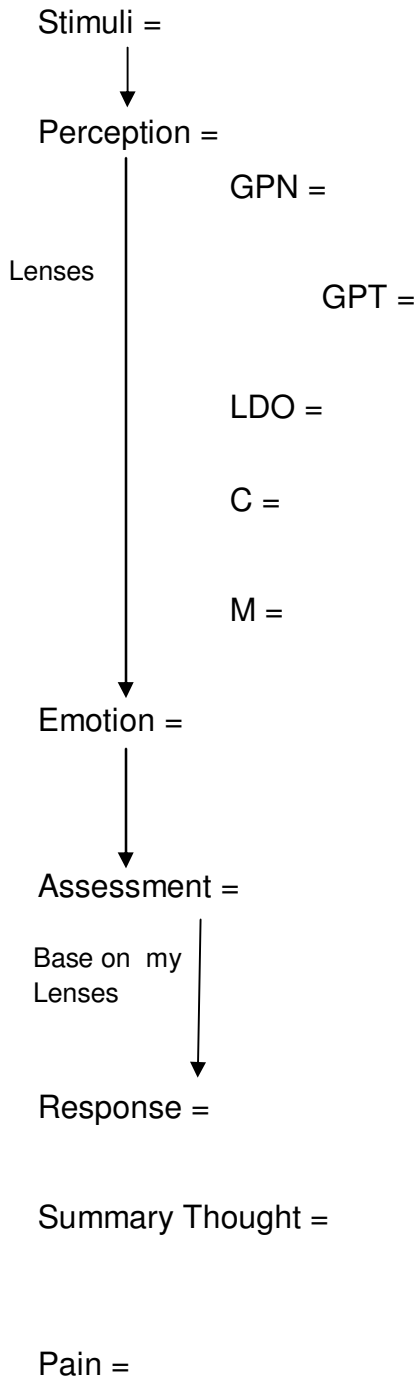 Stimuli =
Perception =
GPN =
Lenses
GPT =
LDO =
C =
M =
Emotion =
Assessment =
Base on my
Lenses
Response =
Summary Thought =
Pain =